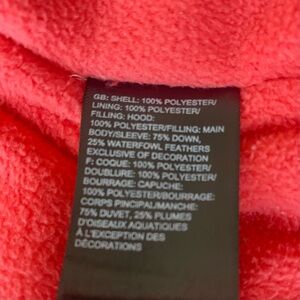 GB: SHELL: 100% POLYESTER/
LINING: 100% POLYESTER/
FILLING: HOOD:
100% POLYESTER/FILLING: MAIN
BODY/SLEEVE: 75% DOWN,
25% WATERFOWL FEATHERS
EXCLUSIVE OF DECORATION
F: COQUE: 100% POLYESTER/
DOUBLURE: 100% POLYESTER/
BOURRAGE: CAPUCHE:
100% POLYESTER/BOURRAGE:
CORPS PINCIPAL/MANCHE:
75% DUVET, 25% PLUMES
D'OISEAUX AQUATIQUES
À L'EXCEPTION DES
DÉCORATIONS